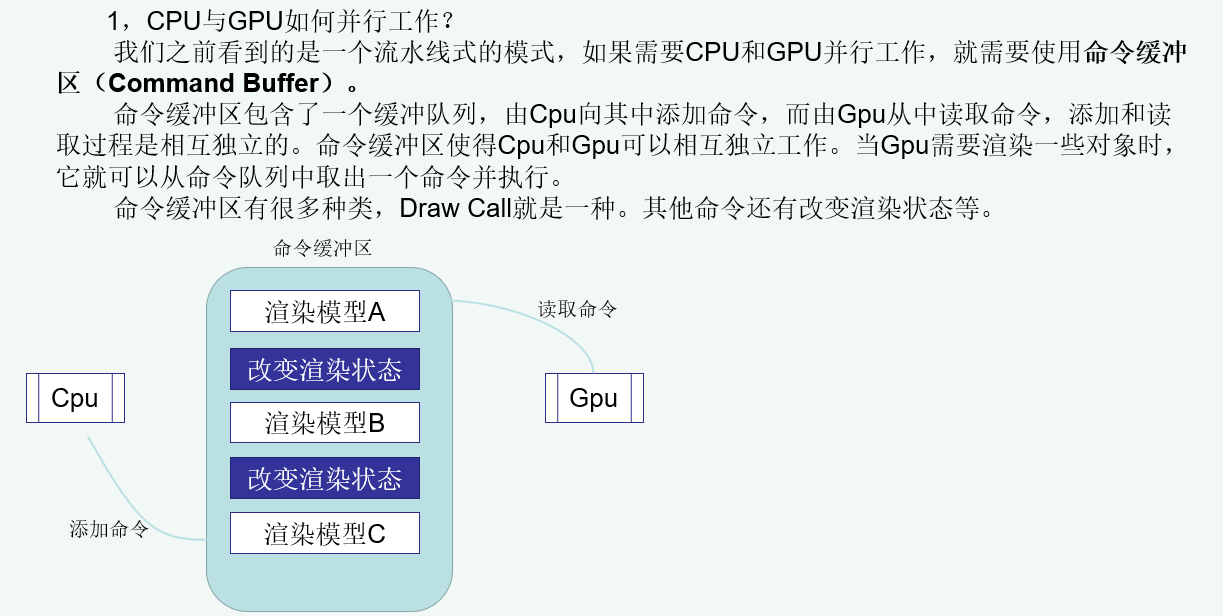 1，CPU与GPU如何并行工作？
我们之前看到的是一个流水线式的模式，如果需要CPU和GPU并行工作，就需要使用命令缓冲
区（Command Buffer）。
命令缓冲区包含了一个缓冲队列，由Cpu向其中添加命令，而由Gpu从中读取命令，添加和读
取过程是相互独立的。命令缓冲区使得Cpu和Gpu可以相互独立工作。当Gpu需要渲染一些对象时，
它就可以从命令队列中取出一个命令并执行。
命令缓冲区有很多种类，Draw Call就是一种。其他命令还有改变渲染状态等。
命令缓冲区
渲染模型A
读取命令
改变渲染状态
Cpu
Gpu
渲染模型B
改变渲染状态
添加命令
渲染模型C